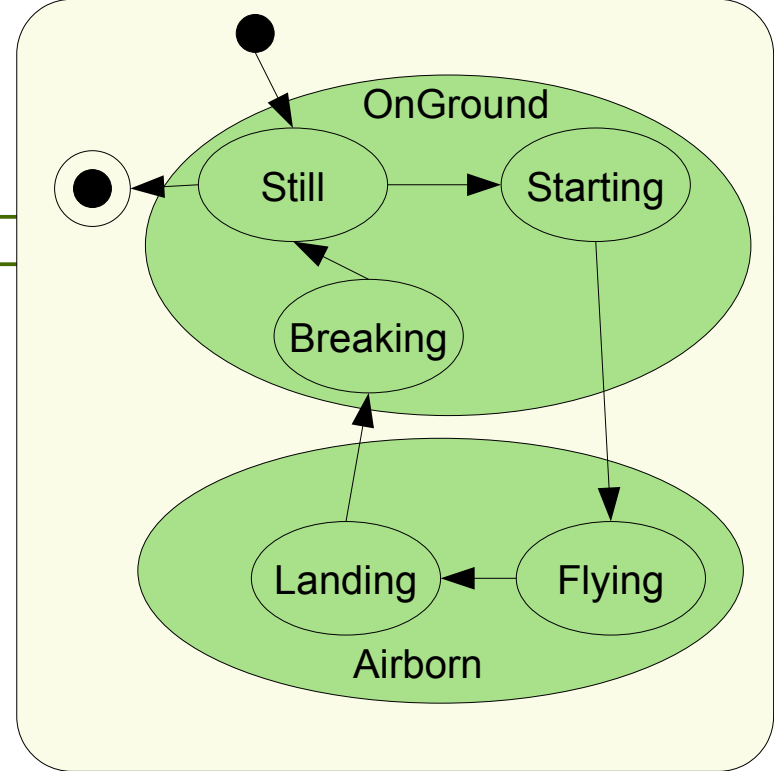 OnGround
Still
Starting
Breaking
Landing
Flying
Airborn